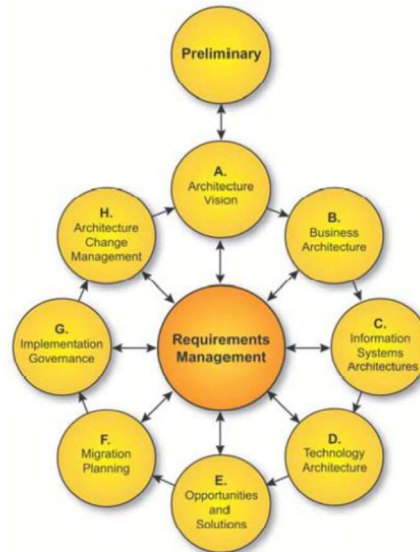 Preliminary
A.
Architecture
Vision
B.
Business
Architecture
C.
Information
Systems
Architectures
D.
Technology
Architecture
E.
Opportunities
and
Solutions
F.
Migration
Planning
G.
Implementation
Governance
H.
Architecture
Change
Management
Requirements
Management